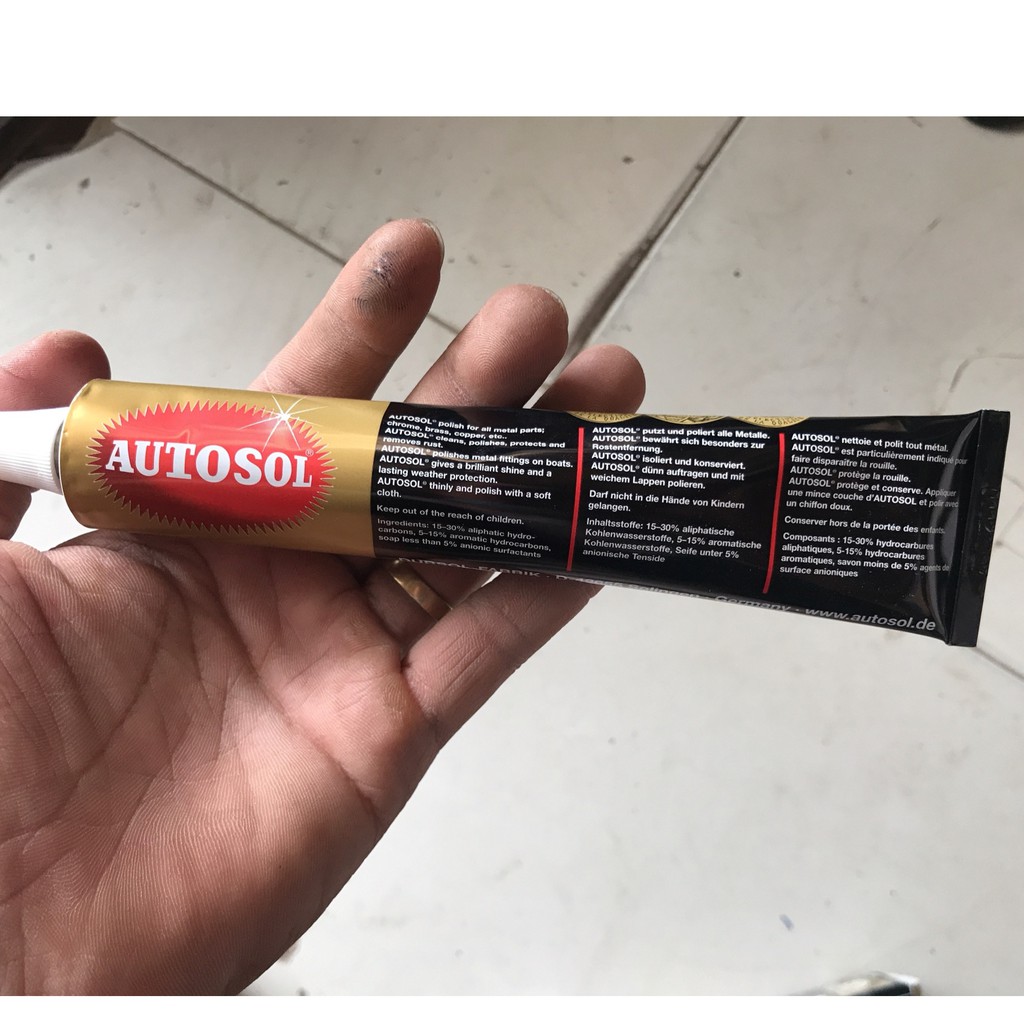 AUTOSOL®
AUTOSOL® polish for all metal parts;
chrome, brass, copper, etc..
AUTOSOL® cleans, polishes, protects and
removes rust.
AUTOSOL® polishes metal fittings on boats.
AUTOSOL® gives a brilliant shine and a
lasting weather protection.
AUTOSOL® thinly and polish with a soft
cloth.
Keep out of the reach of children.
Ingredients: 15–30% aliphatic hydro-
carbons, 5–15% aromatic hydrocarbons,
soap less than 5% anionic surfactants
AUTOSOL® putzt und poliert alle Metalle.
AUTOSOL® bewährt sich besonders zur
Rostentfernung.
AUTOSOL® isoliert und konserviert.
AUTOSOL® dünn auftragen und mit
weichem Lappen polieren.
Darf nicht in die Hände von Kindern
gelangen.
Inhaltsstoffe: 15–30% aliphatische
Kohlenwasserstoffe, 5–15% aromatische
Kohlenwasserstoffe, Seife unter 5%
anionische Tenside
AUTOSOL® nettoie et polit tout métal.
AUTOSOL® est particulièrement indiqué pour
faire disparaître la rouille.
AUTOSOL® protège la rouille.
AUTOSOL® protège et conserve. Appliquer
une mince couche d'AUTOSOL et polir avec
un chiffon doux.
Conserver hors de la portée des enfants.
Composants : 15-30% hydrocarbures
aliphatiques, 5-15% hydrocarbures
aromatiques, savon moins de 5% agents de
surface anioniques
Germany · www.autosol.de